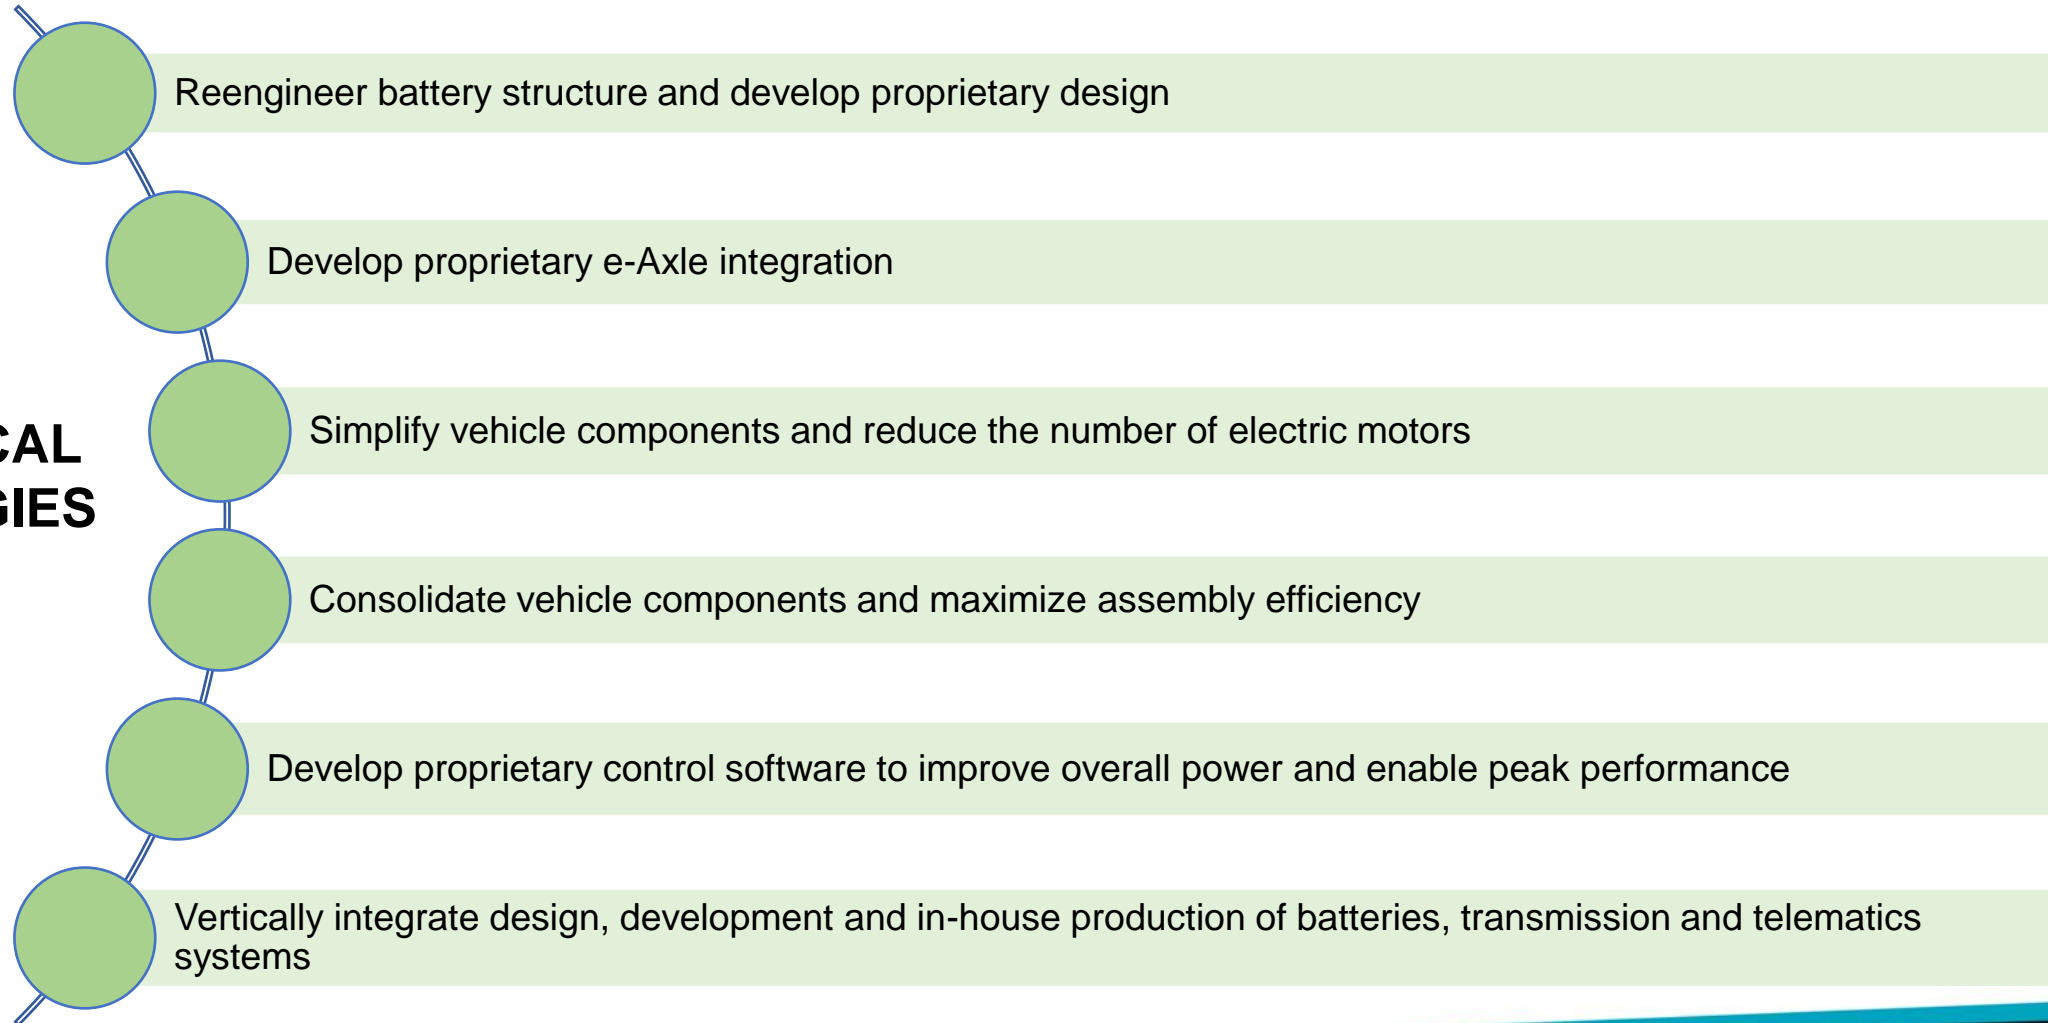 Reengineer battery structure and develop proprietary design
Develop proprietary e-Axle integration
Simplify vehicle components and reduce the number of electric motors
CAL
GIES
Consolidate vehicle components and maximize assembly efficiency
Develop proprietary control software to improve overall power and enable peak performance
Vertically integrate design, development and in-house production of batteries, transmission and telematics
systems